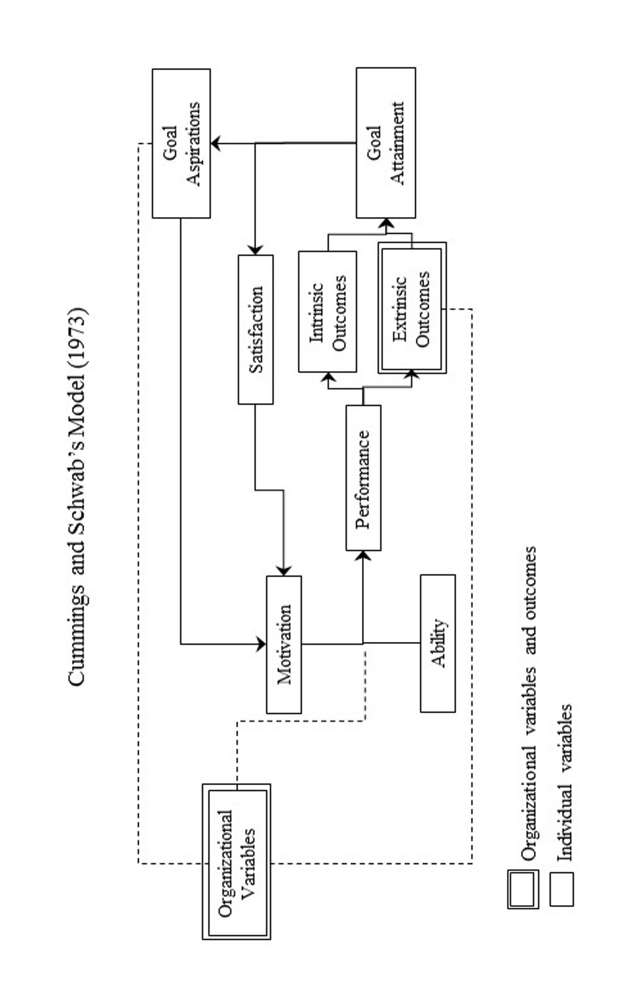 Cummings and Schwab's Model (1973)
Goal
Aspirations
Satisfaction
Organizational
Variables
Motivation
Intrinsic
Outcomes
Performance
Extrinsic
Outcomes
Goal
Attainment
Ability
Organizational variables and outcomes
Individual variables